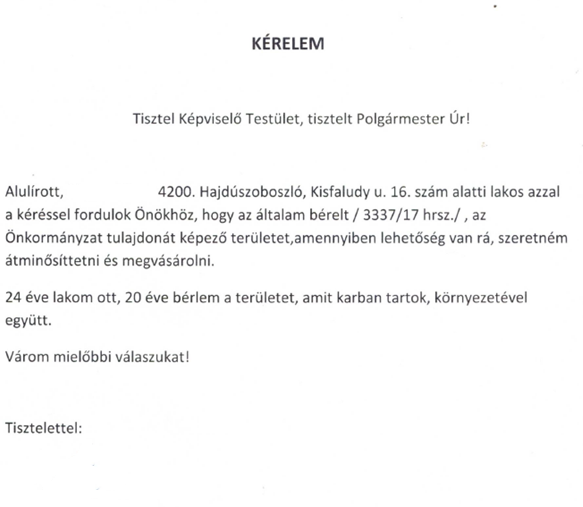 KÉRELEM
Tisztel Képviselő Testület, tisztelt Polgármester Úr!
Alulírott, 4200. Hajdúszoboszló, Kisfaludy u. 16. szám alatti lakos azzal
a kéréssel fordulok Önökhöz, hogy az általam bérelt / 3337/17 hrsz./ , az
Önkormányzat tulajdonát képező területet,amennyiben lehetőség van rá, szeretném
átminősíttetni és megvásárolni.
24 éve lakom ott, 20 éve bérlem a területet, amit karban tartok, környezetével
együtt.
Várom mielőbbi válaszukat!
Tisztelettel: